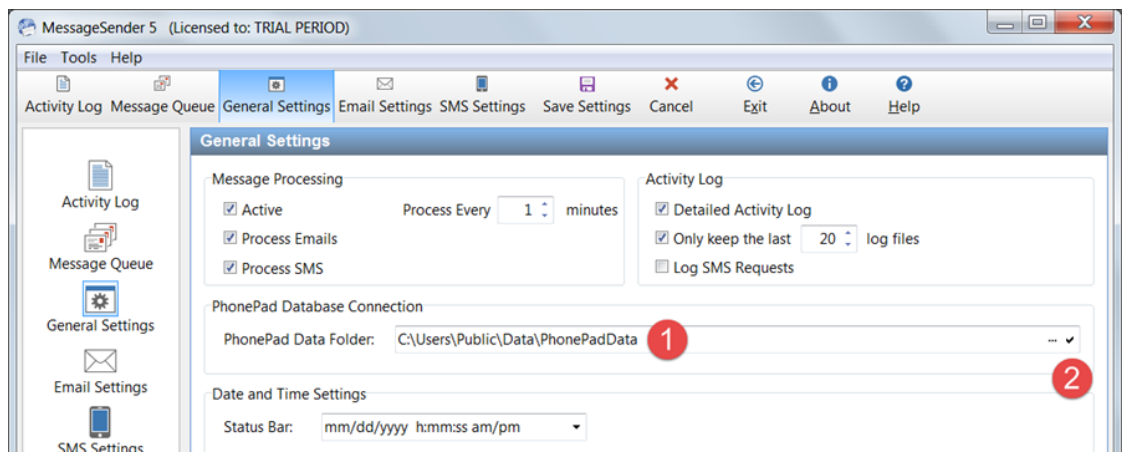 MessageSender 5 (Licensed to: TRIAL PERIOD)
File Tools Help
Activity Log Message Queue General Settings Email Settings SMS Settings Save Settings Cancel Exit About Help
General Settings
Activity Log
Message Queue
General Settings
Email Settings
SMS Settings
Message Processing
Active Process Every 1 minutes
Process Emails
Process SMS
Activity Log
Detailed Activity Log
Only keep the last 20 log files
Log SMS Requests
PhonePad Database Connection
PhonePad Data Folder: C:\Users\Public\Data\PhonePadData 1 ...
2
Date and Time Settings
Status Bar: mm/dd/yyyy h:mm:ss am/pm